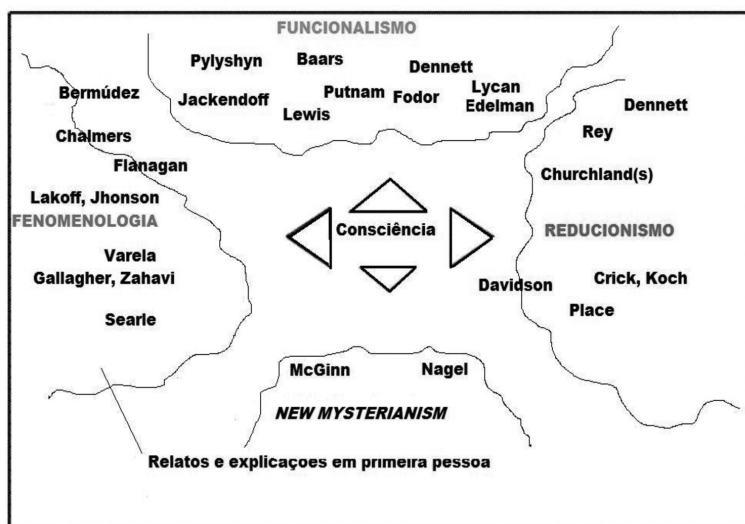 FUNCIONALISMO
Pylyshyn
Baars
Dennett
Jackendoff
Lewis
Putnam
Fodor
Lycan
Edelman
Bermúdez
Chalmers
Flanagan
Lakoff, Jhonson
FENOMENOLOGIA
Varela
Gallagher, Zahavi
Searle
Consciência
Dennett
Rey
Churchland(s)
REDUCIONISMO
Davidson
Crick, Koch
Place
McGinn
Nagel
NEW MYSTERIANISM
Relatos e explicações em primeira pessoa